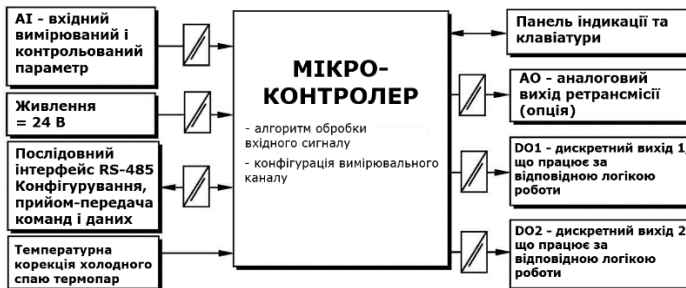 AI - вхідний
вимірюваний і
контрольований
параметр
Живлення
= 24 В
Послідовний
інтерфейс RS-485
Конфігурування,
прийом-передача
команд і даних
Температурна
корекція холодного
спаю термопар
МІКРО-
КОНТРОЛЕР
- алгоритм обробки
вхідного сигналу
- конфігурація вимірювального
каналу
Панель індикації та
клавіатури
АО - аналоговий
вихід ретрансмісії
(опція)
DO1 - дискретний вихід 1,
що працює за
відповідною логікою
роботи
DO2 - дискретний вихід 2
що працює за
відповідною логікою
роботи